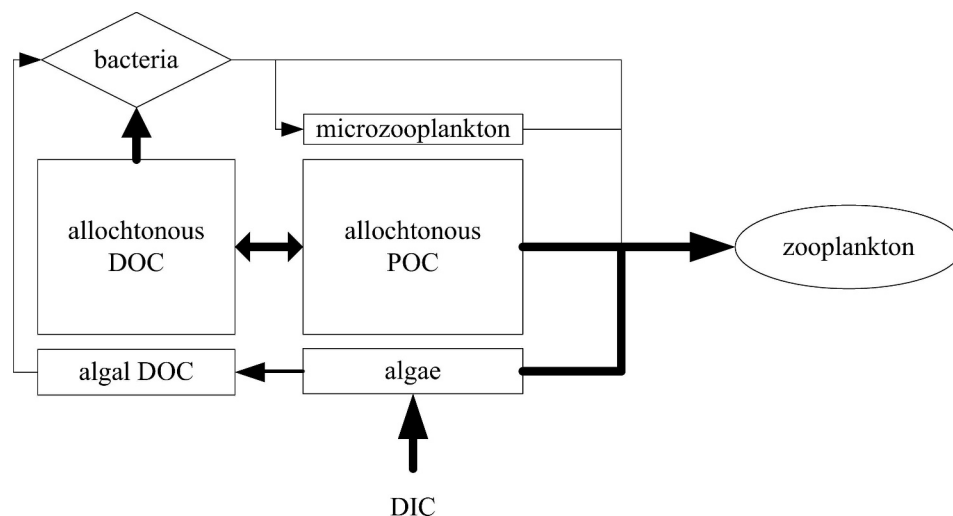 bacteria
microzooplankton
allochtonous
DOC
allochtonous
POC
zooplankton
algal DOC
algae
DIC